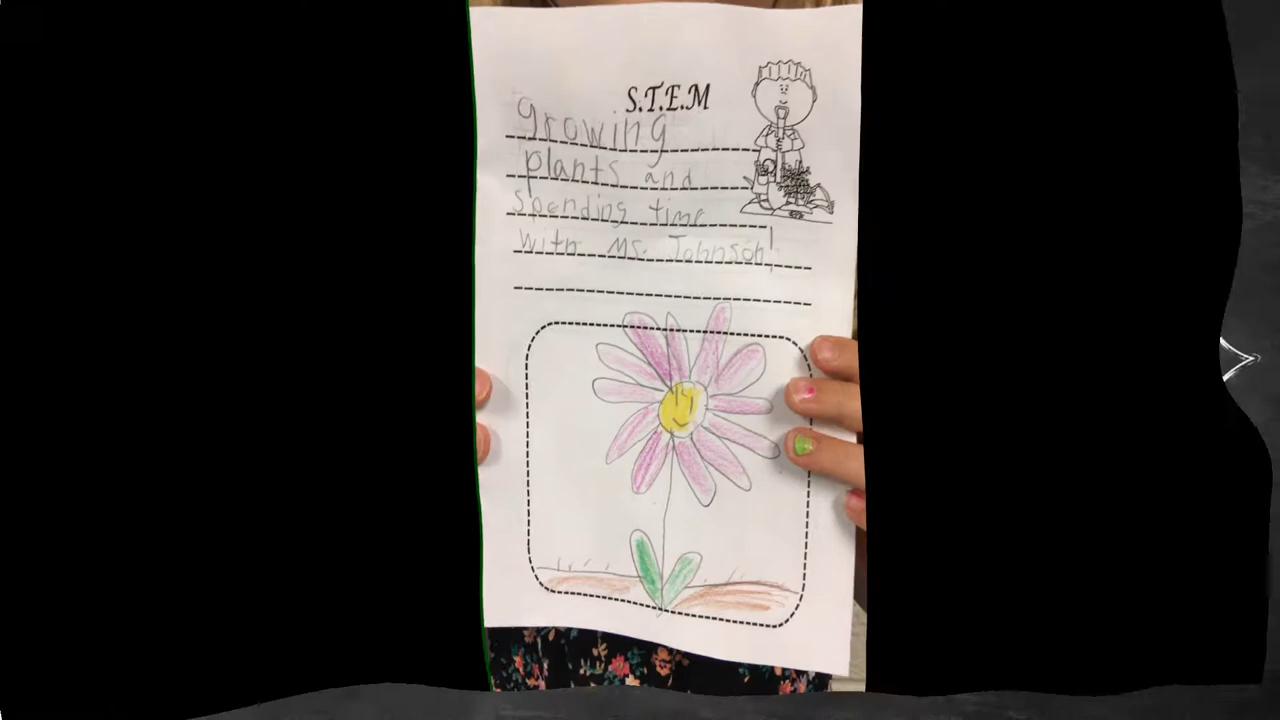 S.T.E.M
growing
plants and
spending time
with Ms. Johnson!